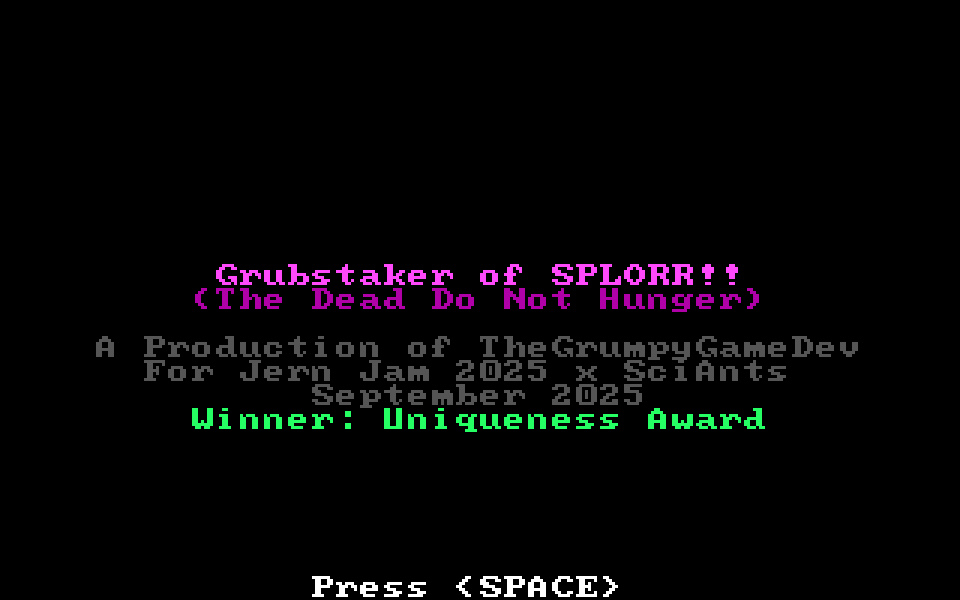 Grubstaker of SPLORR!!
(The Dead Do Not Hunger)
A Production of TheGrumpyGameDev
For Jern Jam 2025 x SciAnts
September 2025
Winner: Uniqueness Award
Press <SPACE>